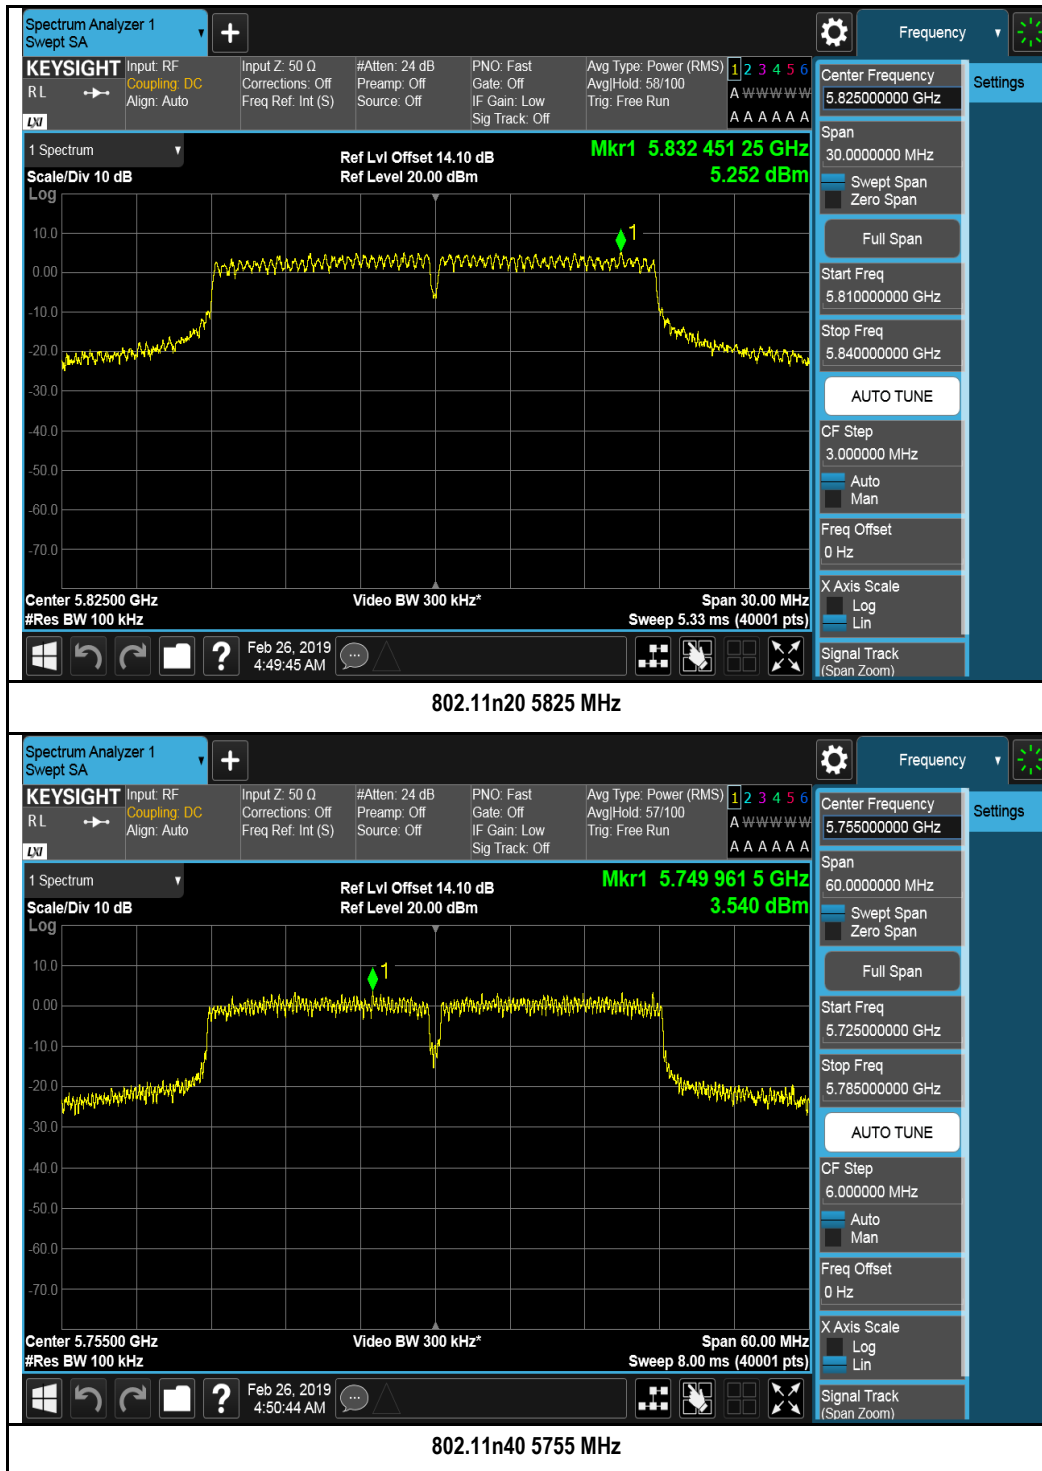 Spectrum Analyzer 1
Swept SA
Frequency
KEYSIGHT
RL
LXI
Input: RF
Coupling: DC
Align: Auto
Input Z: 50 Ω
Corrections: Off
Freq Ref: Int (S)
#Atten: 24 dB
Preamp: Off
Source: Off
PNO: Fast
Gate: Off
IF Gain: Low
Sig Track: Off
Avg Type: Power (RMS)
Avg|Hold: 58/100
Trig: Free Run
1 2 3 4 5 6
A W W W W W
A A A A A A
1 Spectrum
Scale/Div 10 dB
Log
Ref Lvl Offset 14.10 dB
Ref Level 20.00 dBm
Mkr1 5.832 451 25 GHz
5.252 dBm
1
10.0
0.00
-10.0
-20.0
-30.0
-40.0
-50.0
-60.0
-70.0
Center 5.82500 GHz
#Res BW 100 kHz
Video BW 300 kHz*
Span 30.00 MHz
Sweep 5.33 ms (40001 pts)
Feb 26, 2019
4:49:45 AM
Center Frequency
5.825000000 GHz
Span
30.0000000 MHz
Swept Span
Zero Span
Full Span
Start Freq
5.810000000 GHz
Stop Freq
5.840000000 GHz
AUTO TUNE
CF Step
3.000000 MHz
Auto
Man
Freq Offset
0 Hz
X Axis Scale
Log
Lin
Signal Track
(Span Zoom)
Settings
802.11n20 5825 MHz
Spectrum Analyzer 1
Swept SA
Frequency
KEYSIGHT
RL
LXI
Input: RF
Coupling: DC
Align: Auto
Input Z: 50 Ω
Corrections: Off
Freq Ref: Int (S)
#Atten: 24 dB
Preamp: Off
Source: Off
PNO: Fast
Gate: Off
IF Gain: Low
Sig Track: Off
Avg Type: Power (RMS)
Avg|Hold: 57/100
Trig: Free Run
1 2 3 4 5 6
A W W W W W
A A A A A A
1 Spectrum
Scale/Div 10 dB
Log
Ref Lvl Offset 14.10 dB
Ref Level 20.00 dBm
Mkr1 5.749 961 5 GHz
3.540 dBm
1
10.0
0.00
-10.0
-20.0
-30.0
-40.0
-50.0
-60.0
-70.0
Center 5.75500 GHz
#Res BW 100 kHz
Video BW 300 kHz*
Span 60.00 MHz
Sweep 8.00 ms (40001 pts)
Feb 26, 2019
4:50:44 AM
Center Frequency
5.755000000 GHz
Span
60.0000000 MHz
Swept Span
Zero Span
Full Span
Start Freq
5.725000000 GHz
Stop Freq
5.785000000 GHz
AUTO TUNE
CF Step
6.000000 MHz
Auto
Man
Freq Offset
0 Hz
X Axis Scale
Log
Lin
Signal Track
(Span Zoom)
Settings
802.11n40 5755 MHz